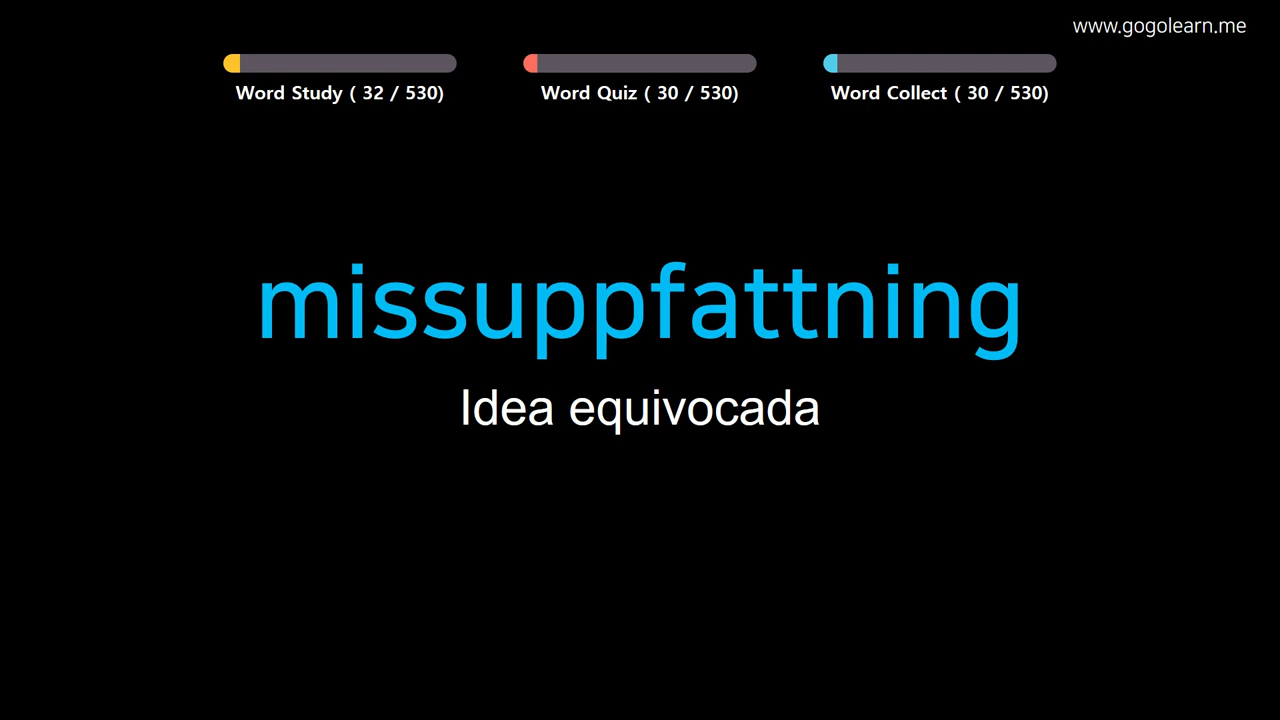 www.gogolearn.me
Word Study ( 32 / 530)
Word Quiz ( 30 / 530)
Word Collect ( 30 / 530)
missuppfattning
Idea equivocada